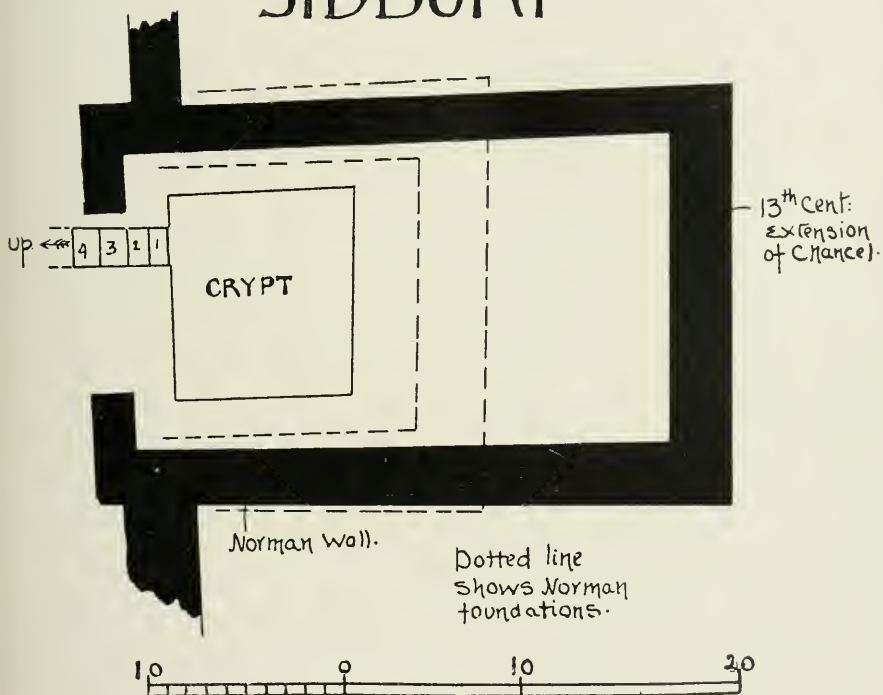 SIDBURY
13th Cent:
Extension
of Chancel.
up. 4 3 2 1
CRYPT
Norman Wall.
Dotted line
shows Norman
foundations.
10 0 10 20